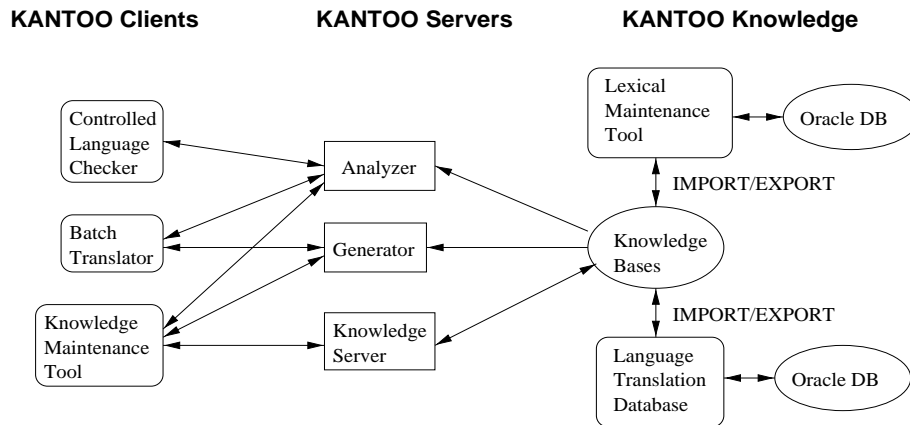 KANTOO Clients
KANTOO Servers
KANTOO Knowledge
Controlled
Language
Checker
Batch
Translator
Knowledge
Maintenance
Tool
Analyzer
Generator
Knowledge
Server
Lexical
Maintenance
Tool
Oracle DB
IMPORT/EXPORT
Knowledge
Bases
IMPORT/EXPORT
Language
Translation
Database
Oracle DB